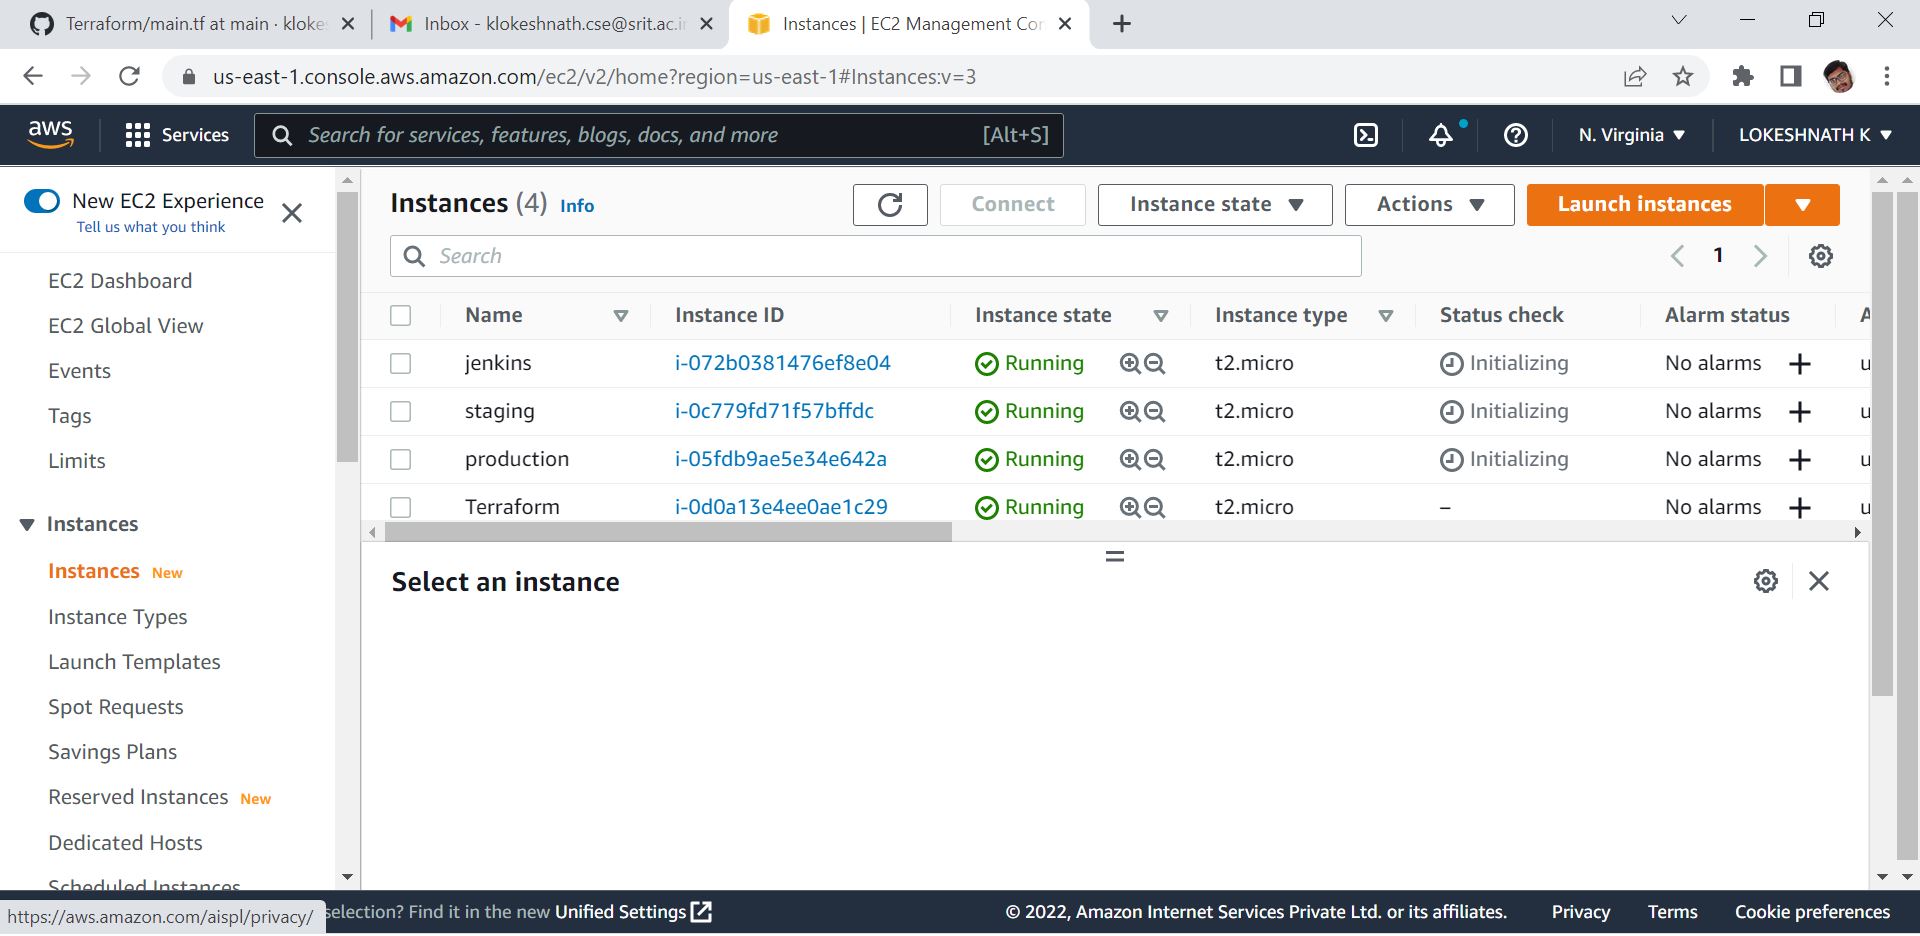 Terraform/main.tf at main · kloke
Inbox - klokeshnath.cse@srit.ac.i
Instances | EC2 Management Co
us-east-1.console.aws.amazon.com/ec2/v2/home?region=us-east-1#Instances:v=3
aws
Services
Search for services, features, blogs, docs, and more [Alt+S]
N. Virginia
LOKESHNATH K
New EC2 Experience
Tell us what you think
EC2 Dashboard
EC2 Global View
Events
Tags
Limits
Instances
Instances New
Instance Types
Launch Templates
Spot Requests
Savings Plans
Reserved Instances New
Dedicated Hosts
Scheduled Instances
Instances (4) Info
Connect
Instance state
Actions
Launch instances
Search
1
Name Instance ID Instance state Instance type Status check Alarm status A
jenkins i-072b0381476ef8e04 Running t2.micro Initializing No alarms + u
staging i-0c779fd71f57bffdc Running t2.micro Initializing No alarms + u
production i-05fdb9ae5e34e642a Running t2.micro Initializing No alarms + u
Terraform i-0d0a13e4ee0ae1c29 Running t2.micro – No alarms + u
Select an instance
https://aws.amazon.com/aispl/privacy/
selection? Find it in the new Unified Settings
© 2022, Amazon Internet Services Private Ltd. or its affiliates.
Privacy
Terms
Cookie preferences